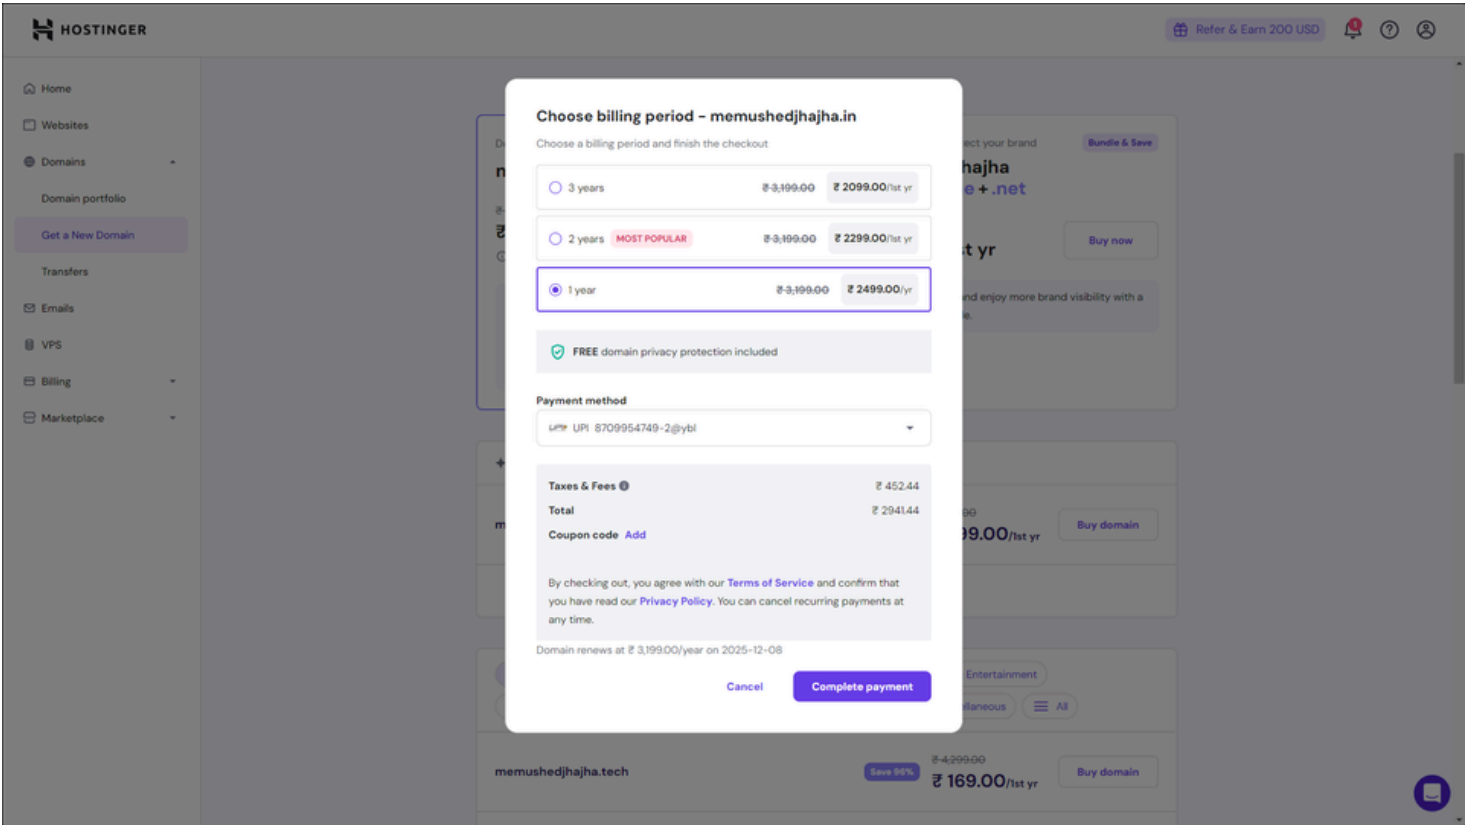 HOSTINGER
Refer & Earn 200 USD
1
Home
Websites
Domains
Domain portfolio
Get a New Domain
Transfers
Emails
VPS
Billing
Marketplace
ect your brand
Bundle & Save
hajha
e + .net
t yr
Buy now
nd enjoy more brand visibility with a
e.
Choose billing period - memushedjhajha.in
Choose a billing period and finish the checkout
3 years ₹ 3,199.00 ₹ 2099.00/1st yr
2 years MOST POPULAR ₹ 3,199.00 ₹ 2299.00/1st yr
1 year ₹ 3,199.00 ₹ 2499.00/yr
FREE domain privacy protection included
Payment method
UPI 8709954749-2@ybl
Taxes & Fees ₹ 452.44
Total ₹ 2941.44
Coupon code Add
By checking out, you agree with our Terms of Service and confirm that
you have read our Privacy Policy. You can cancel recurring payments at
any time.
Domain renews at ₹ 3,199.00/year on 2025-12-08
Cancel Complete payment
99.00/1st yr
Buy domain
Entertainment
ellaneous
All
memushedjhajha.tech
Save 96%
₹ 4,299.00
₹ 169.00/1st yr
Buy domain